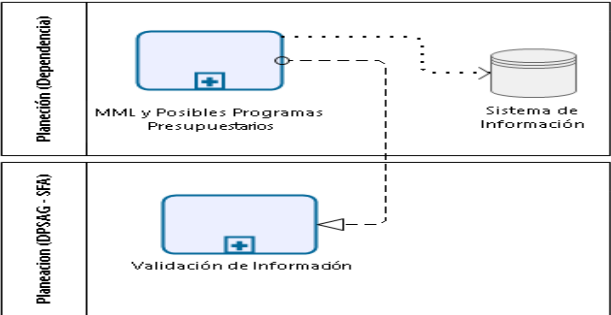 Planeción (Dependencia)
MML y Posibles Programas
Presupuestarios
Sistema de
Información
Planeacion (DPSAG - SFA)
Validación de Información